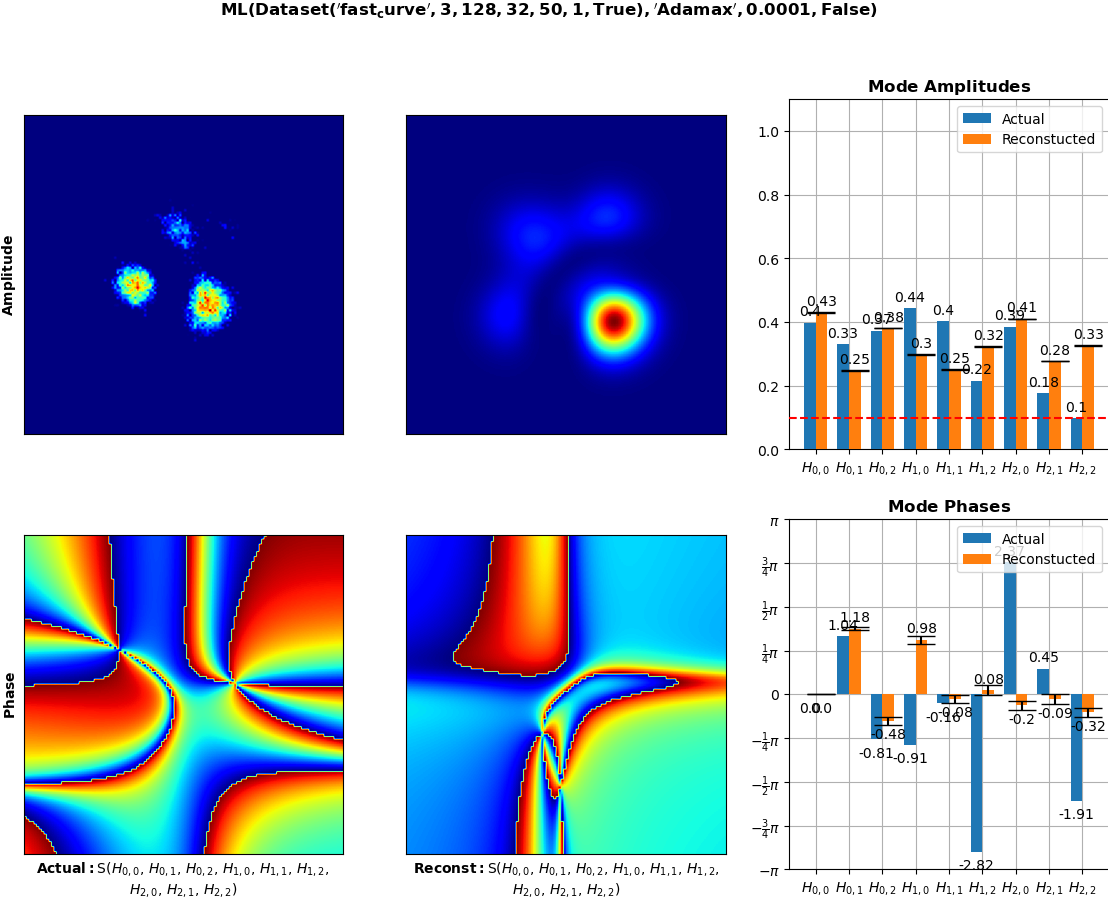 ML(Dataset('fast_curve', 3, 128, 32, 50, 1, True), 'Adamax', 0.0001, False)
Amplitude
Mode Amplitudes
Actual
Reconstucted
1.0
0.8
0.6
0.4
0.2
0.0
0.4 0.43
0.33 0.25
0.37 0.38
0.44 0.3
0.4 0.25
0.22 0.32
0.39 0.41
0.18 0.28
0.1 0.33
H0,0 H0,1 H0,2 H1,0 H1,1 H1,2 H2,0 H2,1 H2,2
Phase
Actual: S(H0,0, H0,1, H0,2, H1,0, H1,1, H1,2,
H2,0, H2,1, H2,2)
Reconst: S(H0,0, H0,1, H0,2, H1,0, H1,1, H1,2,
H2,0, H2,1, H2,2)
Mode Phases
Actual
Reconstucted
π
3/4π
1/2π
1/4π
0
−1/4π
−1/2π
−3/4π
−π
0.0 0.0
1.04 1.18
-0.81 -0.48
-0.91 0.98
-0.16 -0.08
-2.82 0.08
2.37 -0.2
0.45 -0.09
-1.91 -0.32
H0,0 H0,1 H0,2 H1,0 H1,1 H1,2 H2,0 H2,1 H2,2